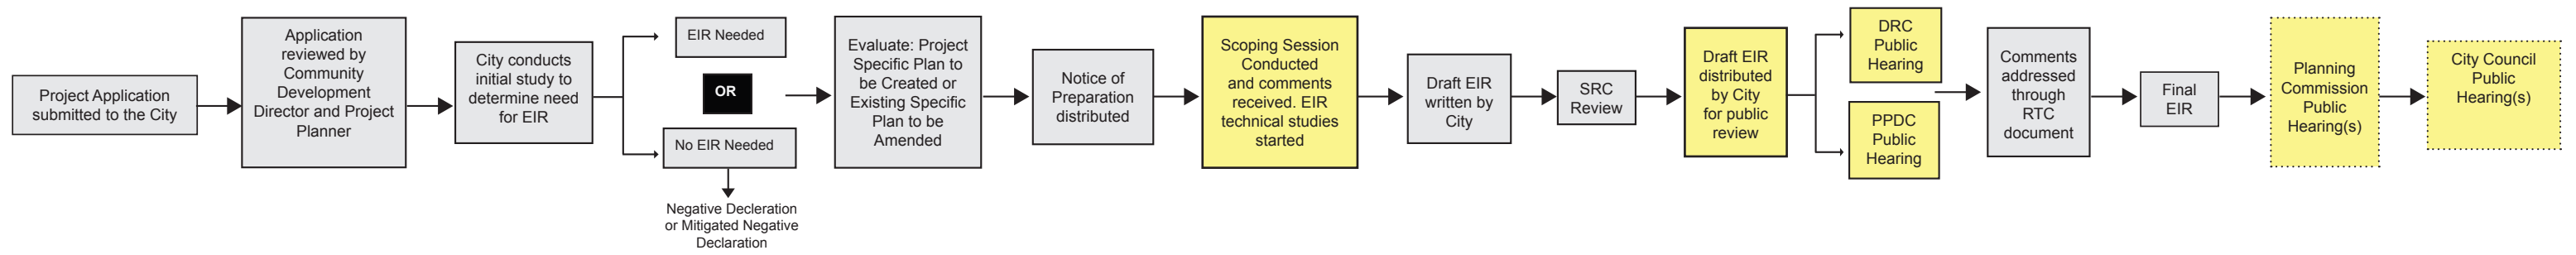 Project Application
submitted to the City
Application
reviewed by
Community
Development
Director and Project
Planner
City conducts
initial study to
determine need
for EIR
EIR Needed
OR
No EIR Needed
Negative Decleration
or Mitigated Negative
Declaration
Evaluate: Project
Specific Plan to
be Created or
Existing Specific
Plan to be
Amended
Notice of
Preparation
distributed
Scoping Session
Conducted
and comments
received. EIR
technical studies
started
Draft EIR
written by
City
SRC
Review
Draft EIR
distributed
by City
for public
review
DRC
Public
Hearing
PPDC
Public
Hearing
Comments
addressed
through
RTC
document
Final
EIR
Planning
Commission
Public
Hearing(s)
City Council
Public
Hearing(s)